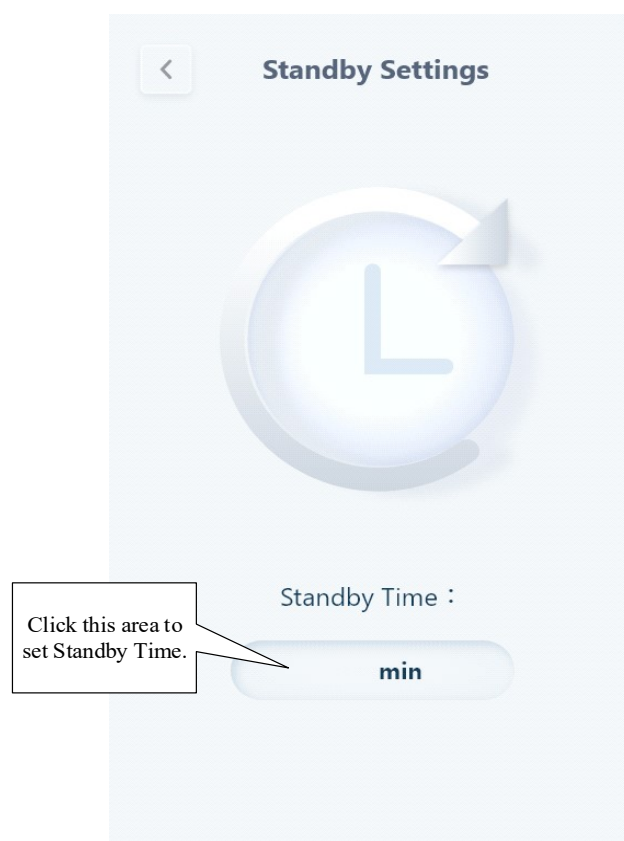 Standby Settings
Standby Time：
Click this area to
set Standby Time.
min